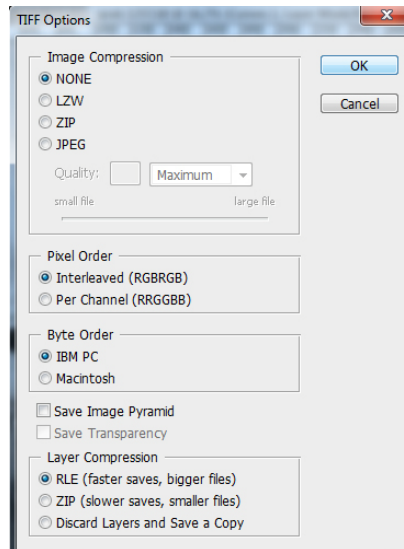 TIFF Options
Image Compression
OK
NONE
LZW
Cancel
ZIP
JPEG
Quality:
Maximum
small file
large file
Pixel Order
Interleaved (RGBRGB)
Per Channel (RRGGBB)
Byte Order
IBM PC
Macintosh
Save Image Pyramid
Save Transparency
Layer Compression
RLE (faster saves, bigger files)
ZIP (slower saves, smaller files)
Discard Layers and Save a Copy